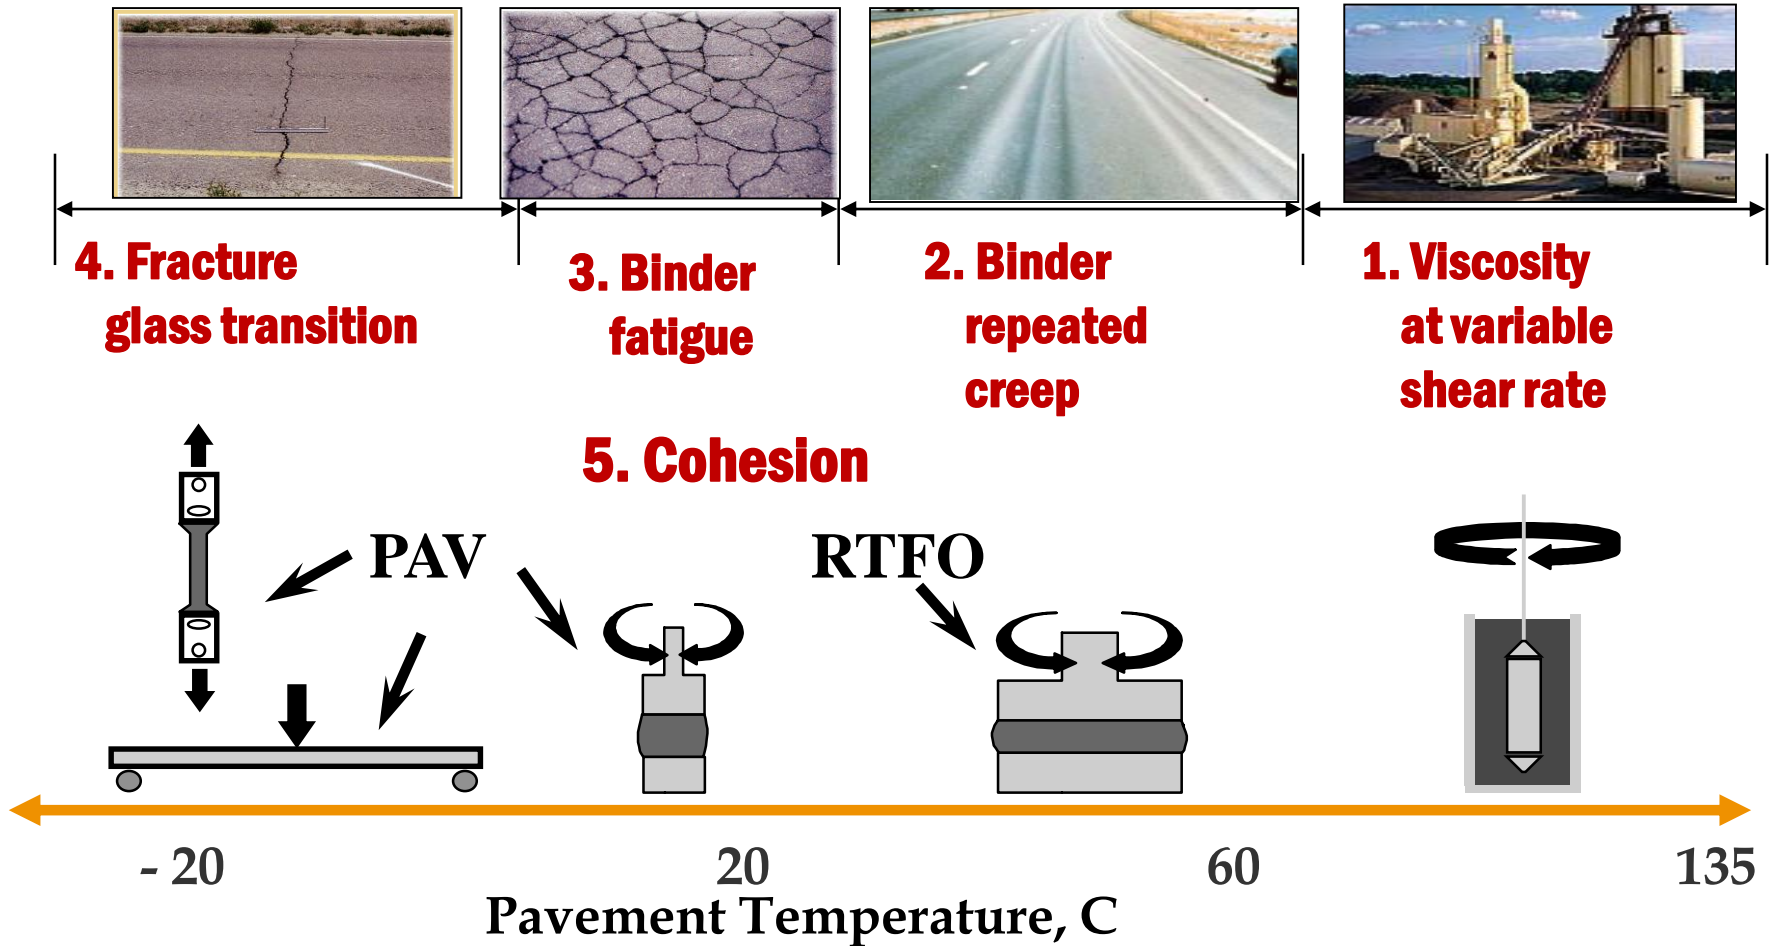 4. Fracture
glass transition
3. Binder
fatigue
2. Binder
repeated
creep
1. Viscosity
at variable
shear rate
5. Cohesion
PAV
RTFO
- 20
20
60
135
Pavement Temperature, C